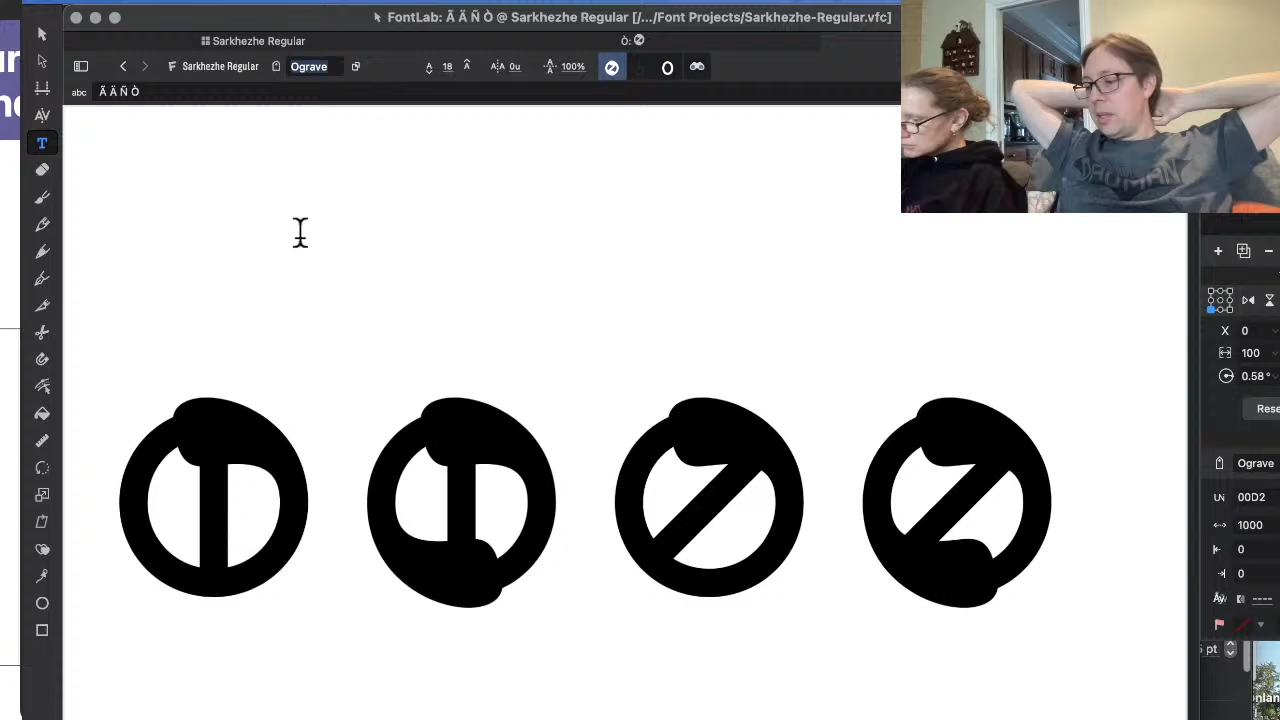 FontLab: Ã Ä Ñ Ò @ Sarkhezhe Regular [/.../Font Projects/Sarkhezhe-Regular.vfc]
Sarkhezhe Regular
Ò:
Sarkhezhe Regular
Ograve
18
0u
100%
abc
Ã Ä Ñ Ò
T
X 0
100
0.58°
Rese
Ograve
00D2
1000
0
0
pt